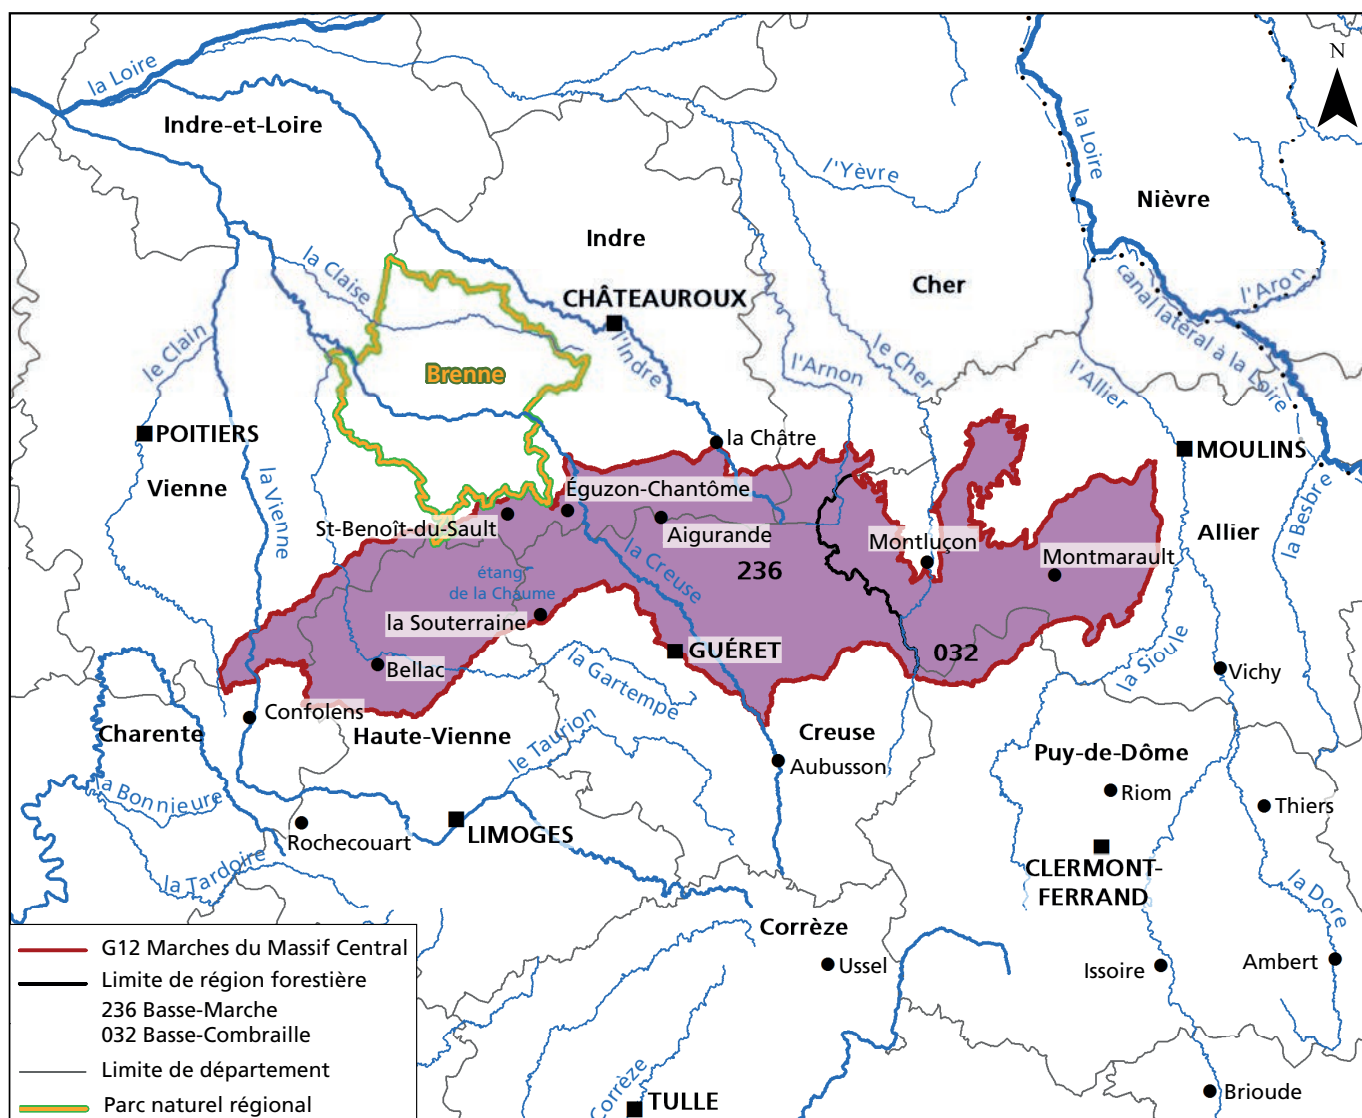 N
la Loire
la Loire
Indre-et-Loire
l'Yèvre
Nièvre
Indre
la Claise
Cher
l'Aron
CHÂTEAUROUX
canal latéral à la Loire
le Clain
l'Indre
le Cher
l'Arnon
l'Allier
Brenne
POITIERS
la Châtre
MOULINS
Vienne
la Vienne
Éguzon-Chantôme
St-Benoît-du-Sault
Aigurande
Montluçon
Allier
la Besbre
Montmarault
la Creuse
236
étang
de la Chaume
la Souterraine
GUÉRET
032
la Sioule
Bellac
la Gartempe
Vichy
Confolens
Charente
Haute-Vienne
le Taurion
Creuse
Puy-de-Dôme
Aubusson
la Bonnieure
Riom
Thiers
LIMOGES
Rochecouart
la Tardoire
CLERMONT-
FERRAND
la Dore
Corrèze
Ussel
Issoire
Ambert
G12 Marches du Massif Central
Limite de région forestière
236 Basse-Marche
032 Basse-Combraille
Limite de département
Parc naturel régional
Corrèze
TULLE
Brioude